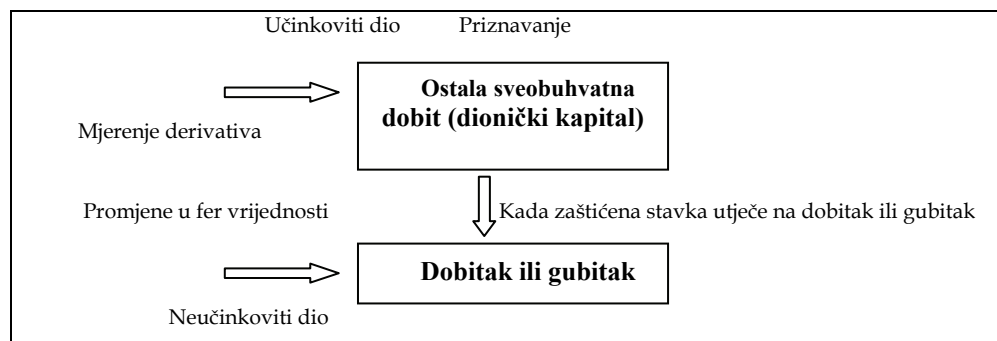 Učinkoviti dio Priznavanje
Ostala sveobuhvatna
dobit (dionički kapital)
Mjerenje derivativa
Promjene u fer vrijednosti
Kada zaštićena stavka utječe na dobitak ili gubitak
Dobitak ili gubitak
Neučinkoviti dio